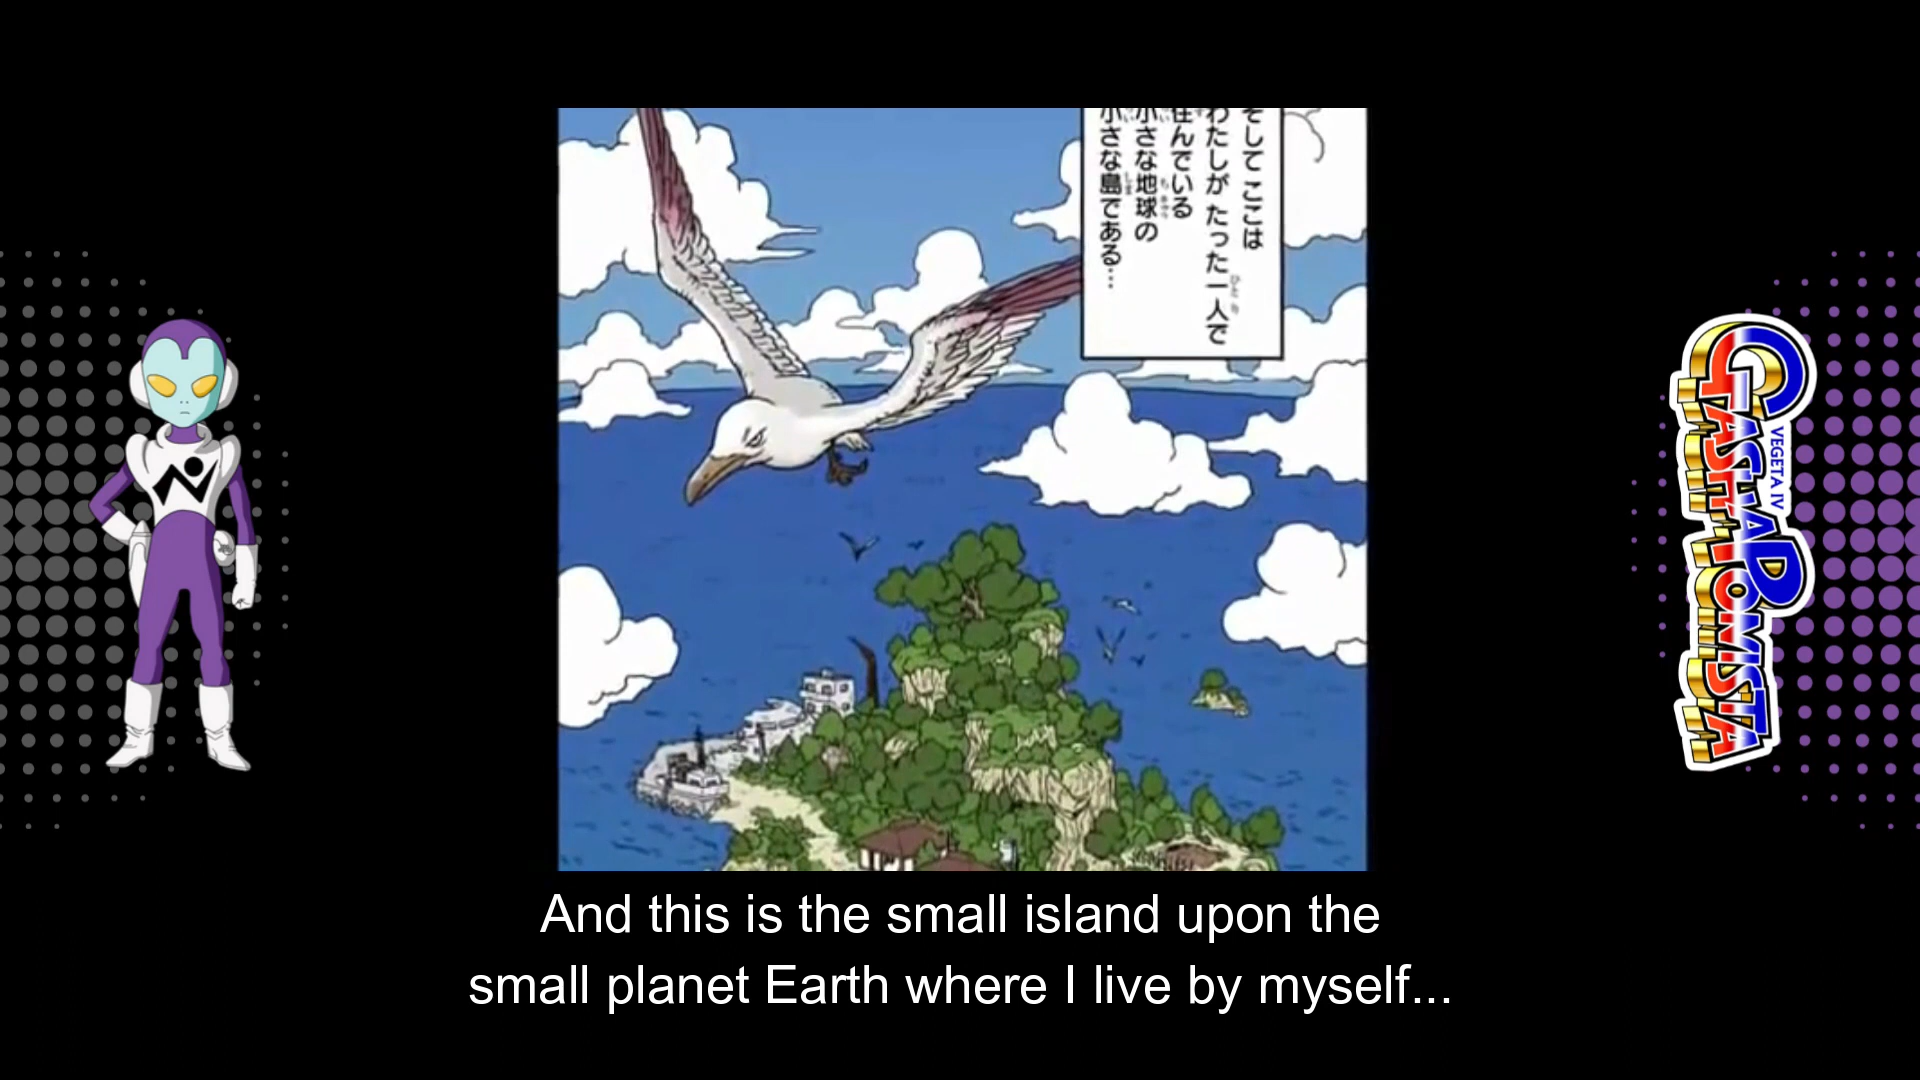 そして ここは
わたしが たった一人で
住んでいる
小さな地球の
小さな島である…
VEGETA IV
GASHAPONISTA
And this is the small island upon the
small planet Earth where I live by myself...